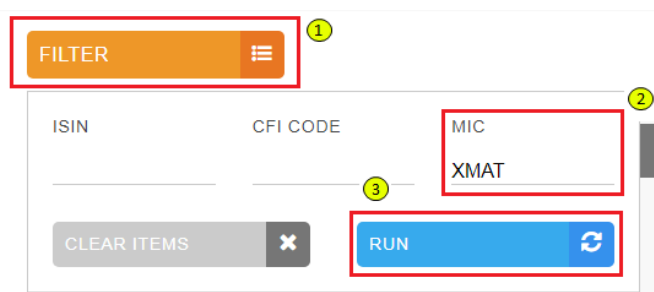 FILTER 1
2
ISIN CFI CODE MIC
XMAT
3
CLEAR ITEMS RUN